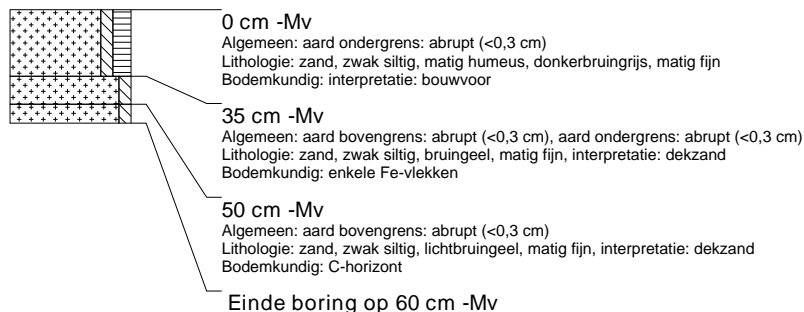 0 cm -Mv
Algemeen: aard ondergrens: abrupt (<0,3 cm)
Lithologie: zand, zwak siltig, matig humeus, donkerbruingrijs, matig fijn
Bodemkundig: interpretatie: bouwvoor
35 cm -Mv
Algemeen: aard bovengrens: abrupt (<0,3 cm), aard ondergrens: abrupt (<0,3 cm)
Lithologie: zand, zwak siltig, bruingeel, matig fijn, interpretatie: dekzand
Bodemkundig: enkele Fe-vlekken
50 cm -Mv
Algemeen: aard bovengrens: abrupt (<0,3 cm)
Lithologie: zand, zwak siltig, lichtbruingeel, matig fijn, interpretatie: dekzand
Bodemkundig: C-horizont
Einde boring op 60 cm -Mv